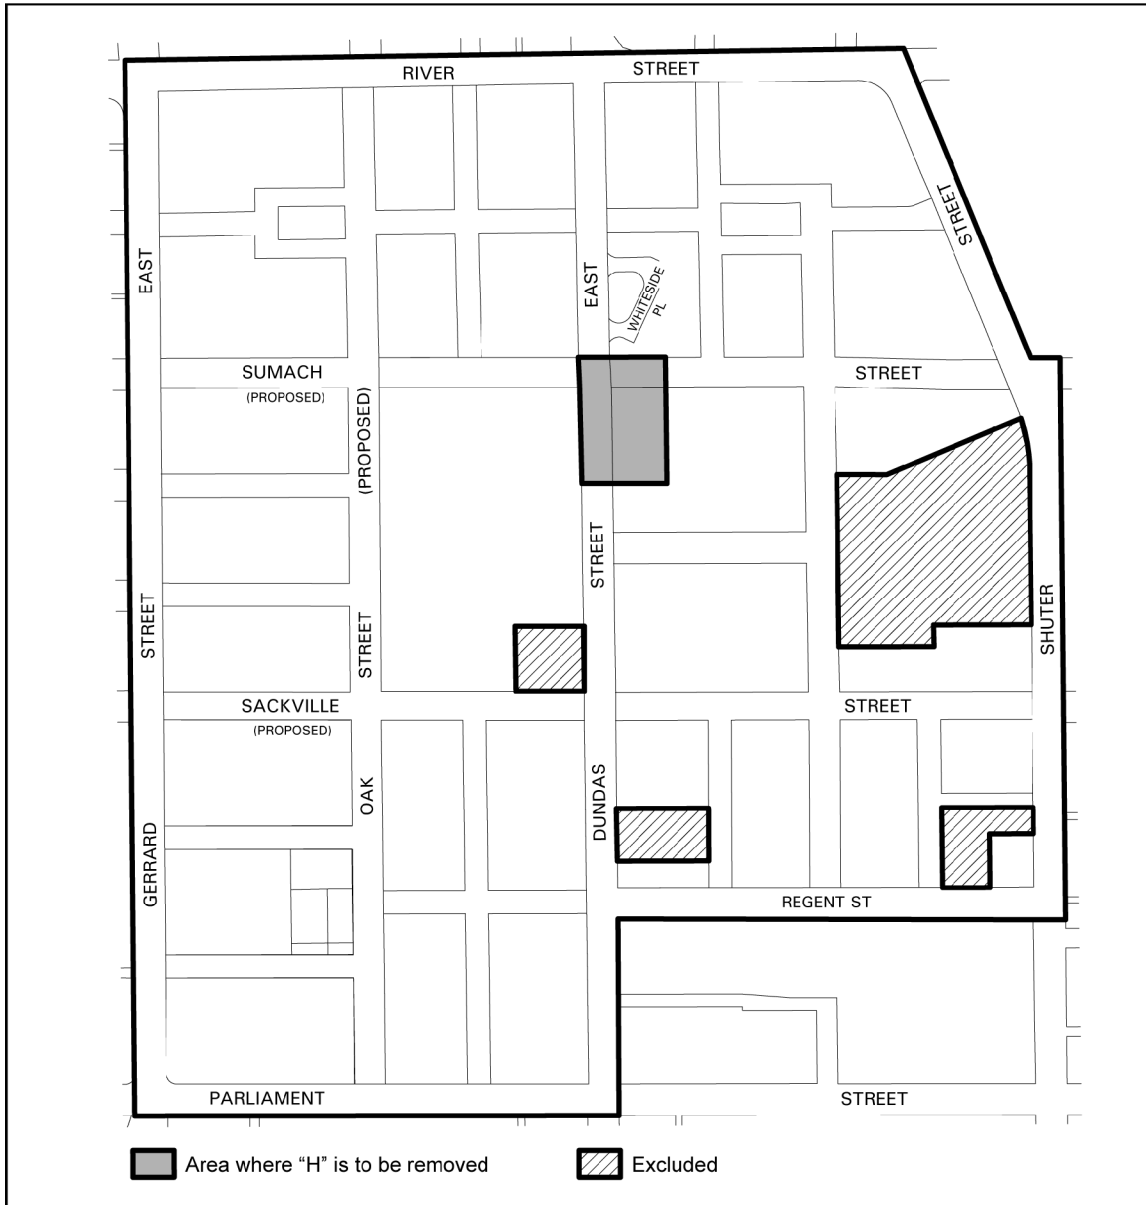 RIVER STREET
STREET
EAST
EAST
WHITESIDE
PL
SUMACH STREET
(PROPOSED)
(PROPOSED)
STREET
STREET
STREET
SHUTER
SACKVILLE STREET
(PROPOSED)
OAK
DUNDAS
GERRARD
REGENT ST
PARLIAMENT STREET
Area where “H” is to be removed
Excluded